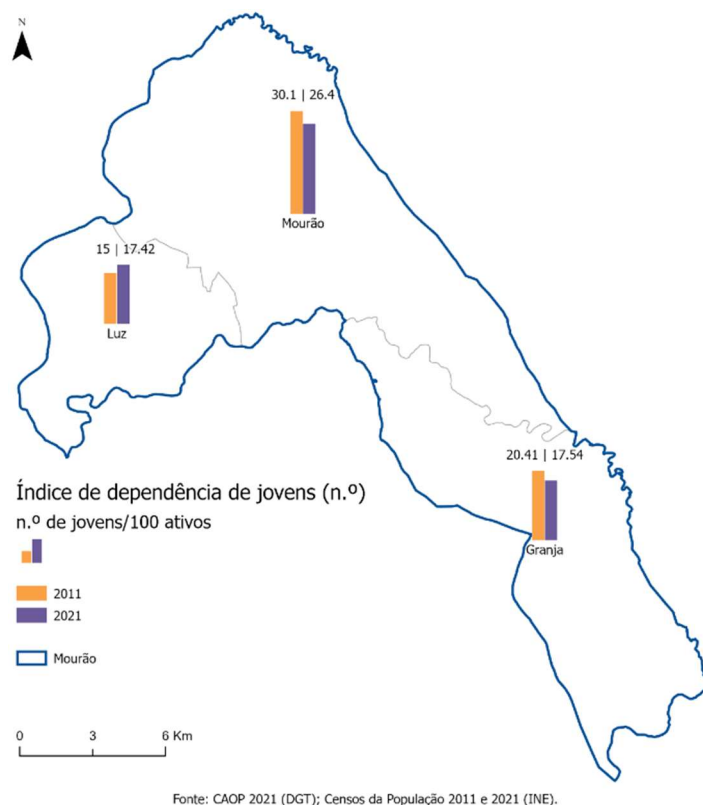 N
30.1 | 26.4
Mourão
15 | 17.42
Luz
20.41 | 17.54
Granja
Índice de dependência de jovens (n.º)
n.º de jovens/100 ativos
2011
2021
Mourão
0 3 6 Km
Fonte: CAOP 2021 (DGT); Censos da População 2011 e 2021 (INE).